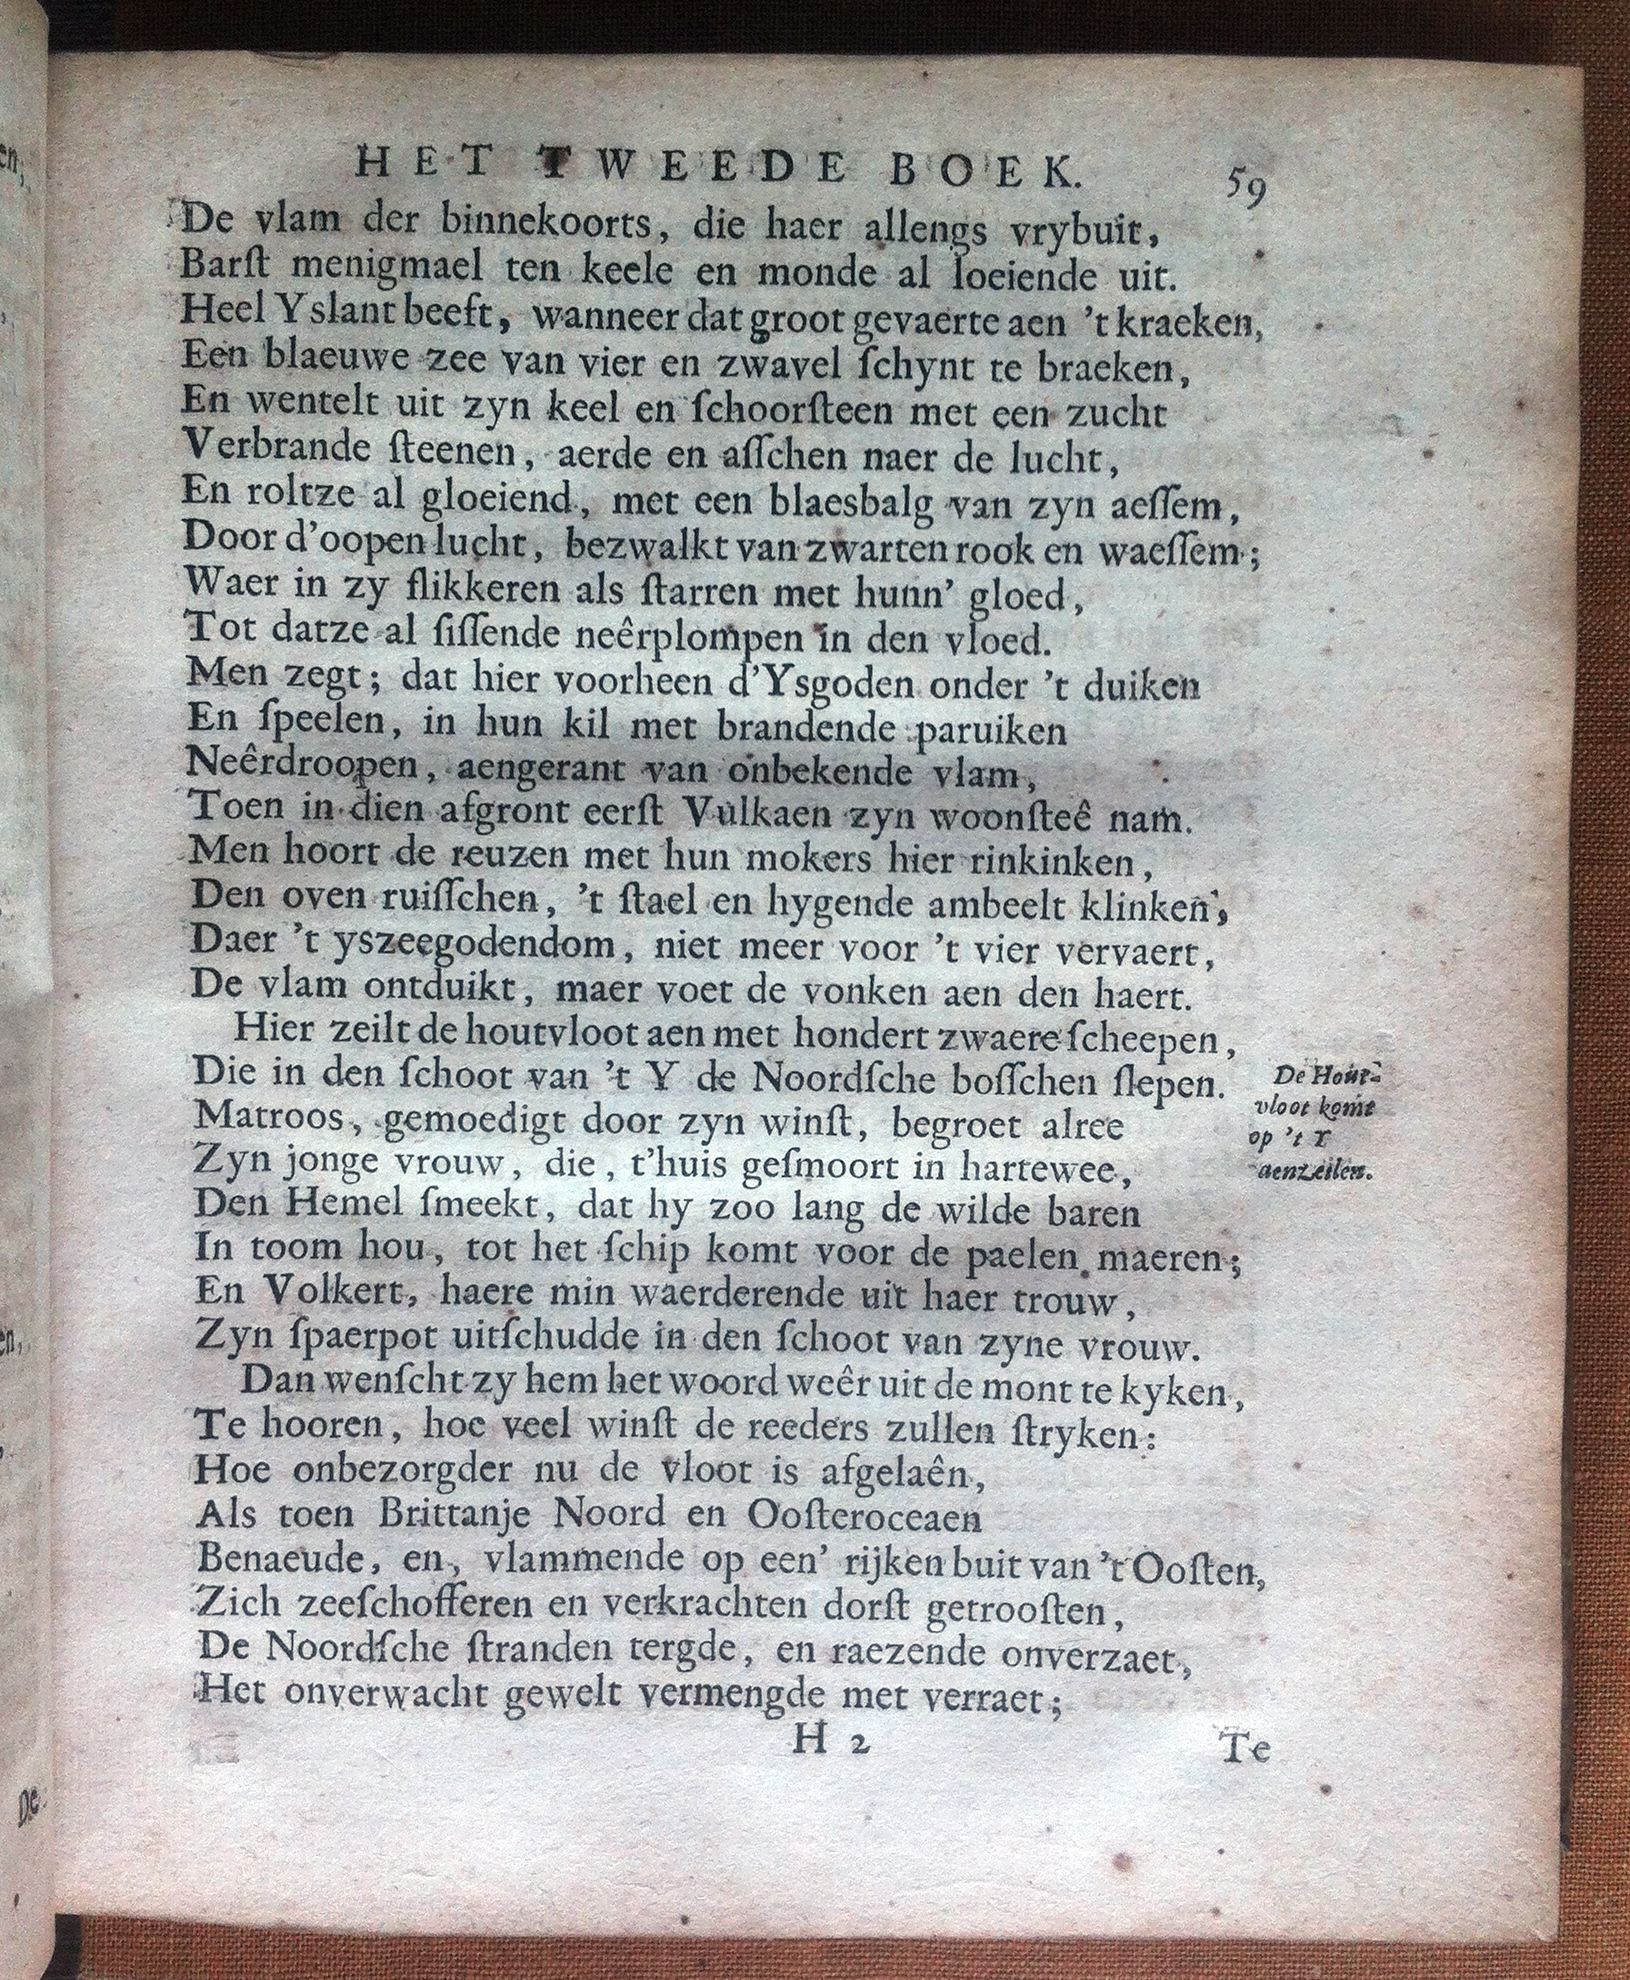 HET TWEEDE BOEK. 59
De vlam der binnekoorts, die haer allengs vrybuit,
Barſt menigmael ten keele en monde al loeiende uit.
Heel Yslant beeft, wanneer dat groot gevaerte aen 't kraeken,
Een blaeuwe zee van vier en zwavel ſchynt te braeken,
En wentelt uit zyn keel en ſchoorſteen met een zucht
Verbrande ſteenen, aerde en aſſchen naer de lucht,
En roltze al gloeiend, met een blaesbalg van zyn aeſſem,
Door d'oopen lucht, bezwalkt van zwarten rook en waeſſem;
Waer in zy flikkeren als ſtarren met hunn' gloed,
Tot datze al ſiſſende neêrplompen in den vloed.
Men zegt; dat hier voorheen d'Ysgoden onder 't duiken
En ſpeelen, in hun kil met brandende paruiken
Neêrdroopen, aengerant van onbekende vlam,
Toen in dien afgront eerſt Vulkaen zyn woonſteê nam.
Men hoort de reuzen met hun mokers hier rinkinken,
Den oven ruiſſchen, 't ſtael en hygende ambeelt klinken,
Daer 't yszeegodendom, niet meer voor 't vier vervaert,
De vlam ontduikt, maer voet de vonken aen den haert.
Hier zeilt de houtvloot aen met hondert zwaere ſcheepen,
Die in den ſchoot van 't Y de Noordſche boſſchen ſlepen.
De Hout-
vloot komt
op 't Y
aenzeilen.
Matroos, gemoedigt door zyn winſt, begroet alree
Zyn jonge vrouw, die, t'huis geſmoort in hartewee,
Den Hemel ſmeekt, dat hy zoo lang de wilde baren
In toom hou, tot het ſchip komt voor de paelen maeren;
En Volkert, haere min waerderende uit haer trouw,
Zyn ſpaerpot uitſchudde in den ſchoot van zyne vrouw.
Dan wenſcht zy hem het woord weêr uit de mont te kyken,
Te hooren, hoe veel winſt de reeders zullen ſtryken:
Hoe onbezorgder nu de vloot is afgelaên,
Als toen Brittanje Noord en Ooſteroceaen
Benaeude, en, vlammende op een' rijken buit van 't Ooſten,
Zich zeeſchofferen en verkrachten dorſt getrooſten,
De Noordſche ſtranden tergde, en raezende onverzaet,
Het onverwacht gewelt vermengde met verraet;
H 2 Te